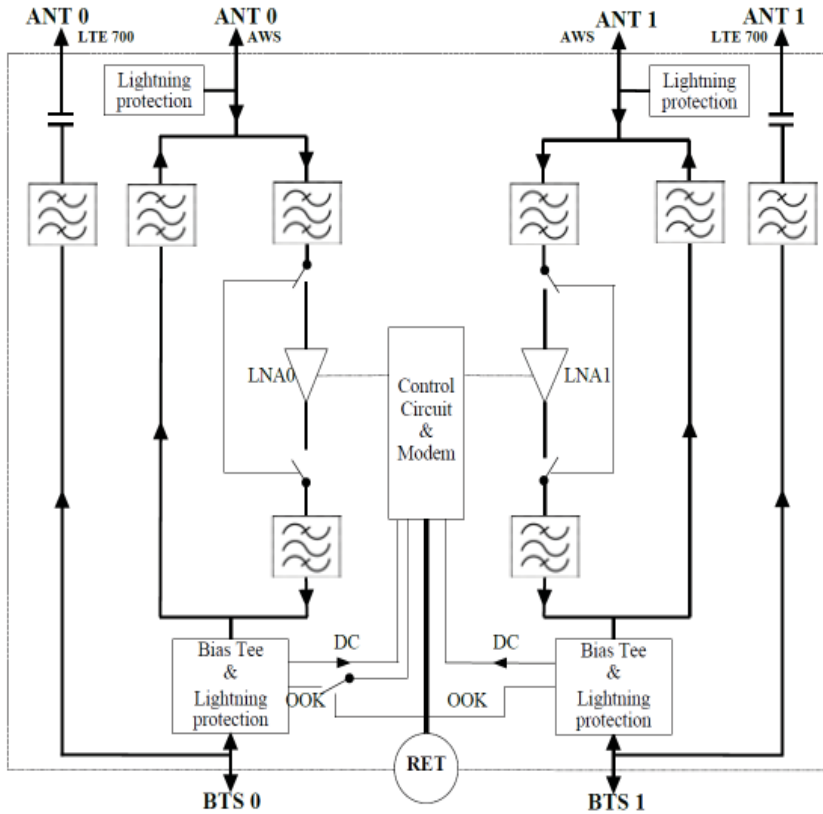 ANT 0 ANT 0 ANT 1 ANT 1
LTE 700 AWS AWS LTE 700
Lightning
protection
Lightning
protection
LNA0
Control
Circuit
&
Modem
LNA1
Bias Tee
&
Lightning
protection
DC
OOK
DC
OOK
Bias Tee
&
Lightning
protection
RET
BTS 0
BTS 1